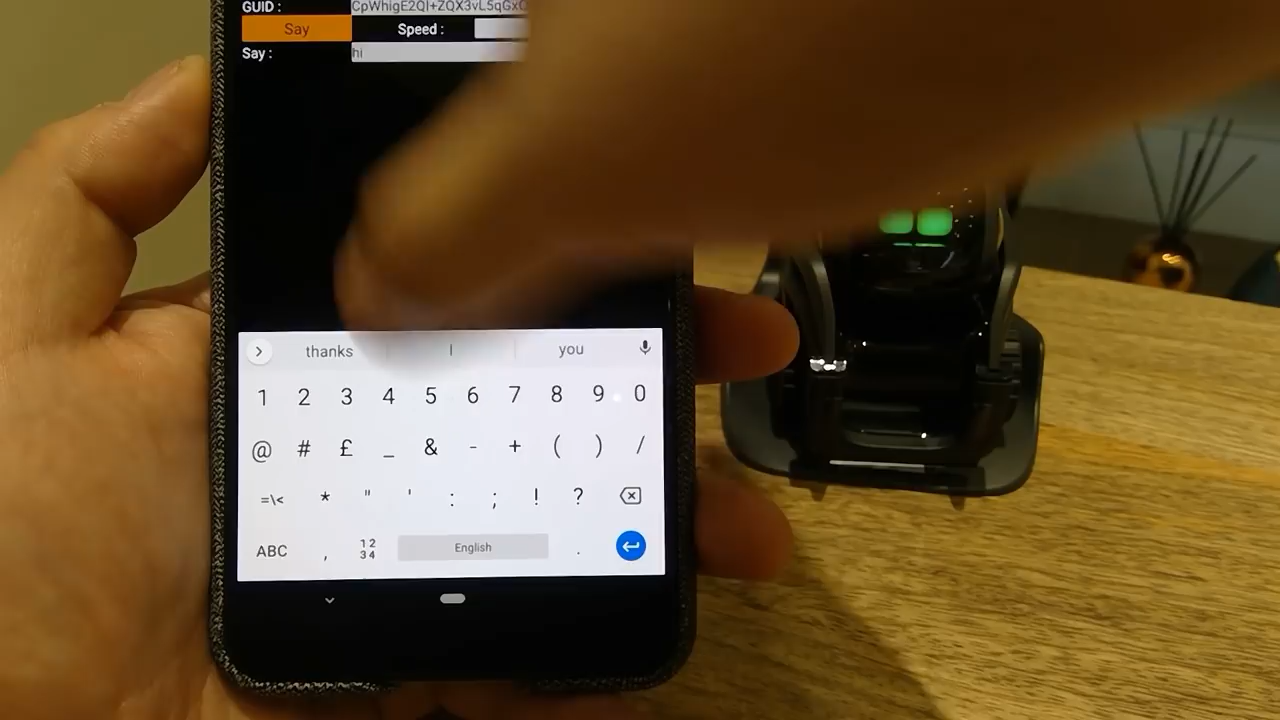 GUID :
Say Speed :
Say : hi
thanks I you
1 2 3 4 5 6 7 8 9 0
@ # £ _ & - + ( ) /
=\< * " ' : ; ! ?
ABC , 12 English .
34